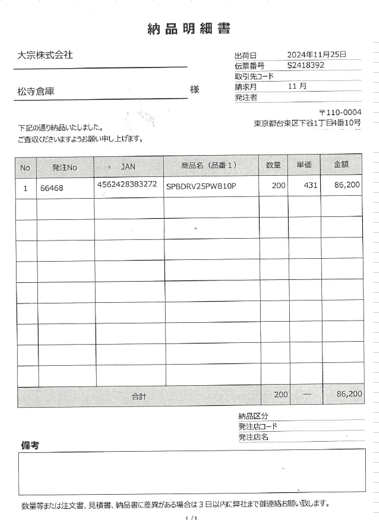 納品明細書
大宗株式会社
松寺倉庫 様
出荷日 2024年11月25日
伝票番号 S2418392
取引先コード
請求月 11 月
発注者
〒110-0004
東京都台東区下谷1丁目4番10号
下記の通り納品いたしました。
ご査収くださいますようお願い申し上げます。
No 発注No JAN 商品名(品番1) 数量 単価 金額
1 66468 4562428383272 SPBDRV25PWB10P 200 431 86,200
合計 200 — 86,200
納品区分
発注店コード
発注店名
備考
数量等または注文書、見積書、納品書に差異がある場合は3日以内に弊社まで御連絡お願い致します。
1/1